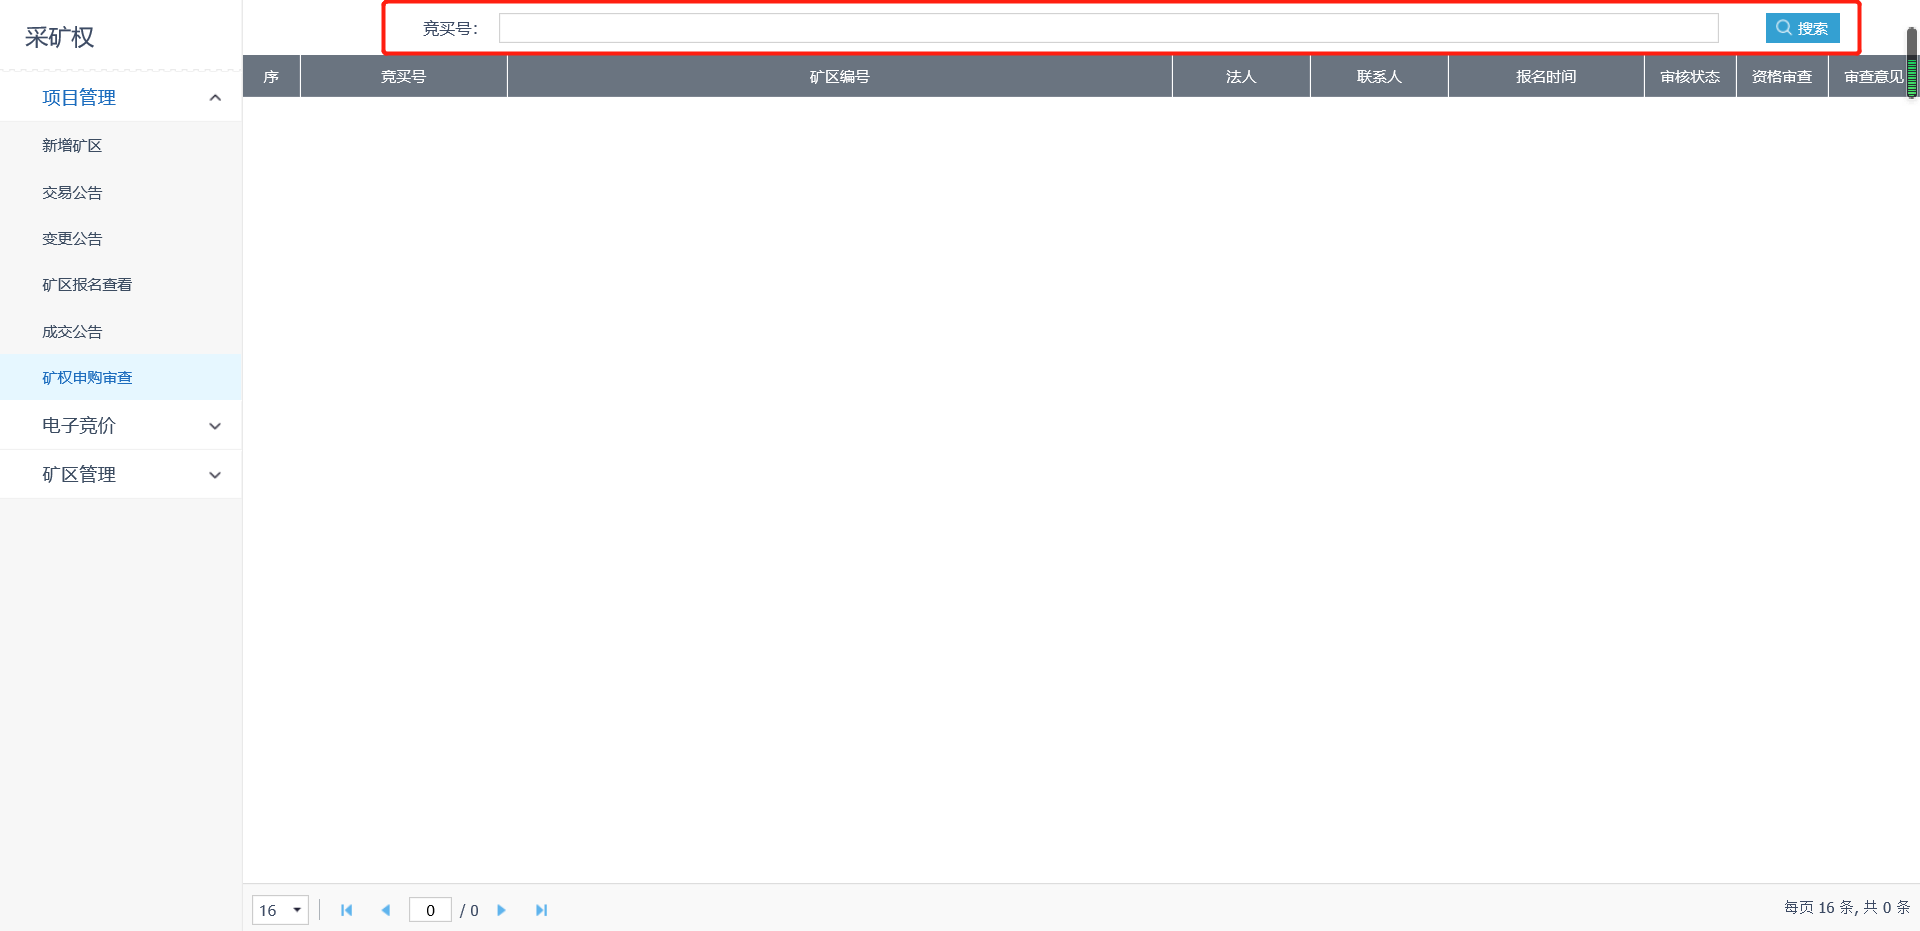 采矿权
项目管理
新增矿区
交易公告
变更公告
矿区报名查看
成交公告
矿权申购审查
电子竞价
矿区管理
竞买号: 搜索
序 竞买号 矿区编号 法人 联系人 报名时间 审核状态 资格审查 审查意见
16 0 / 0 每页 16 条, 共 0 条